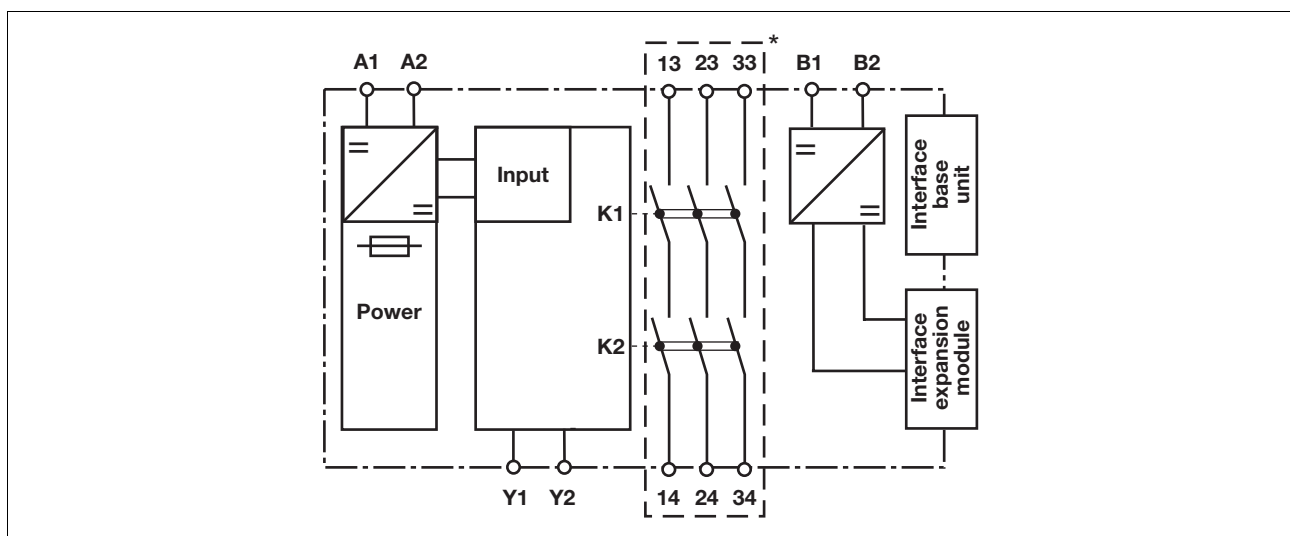 *
A1 A2 13 23 33 B1 B2
Input
Interface
base
unit
K1
Power
K2
Interface
expansion
module
Y1 Y2 14 24 34